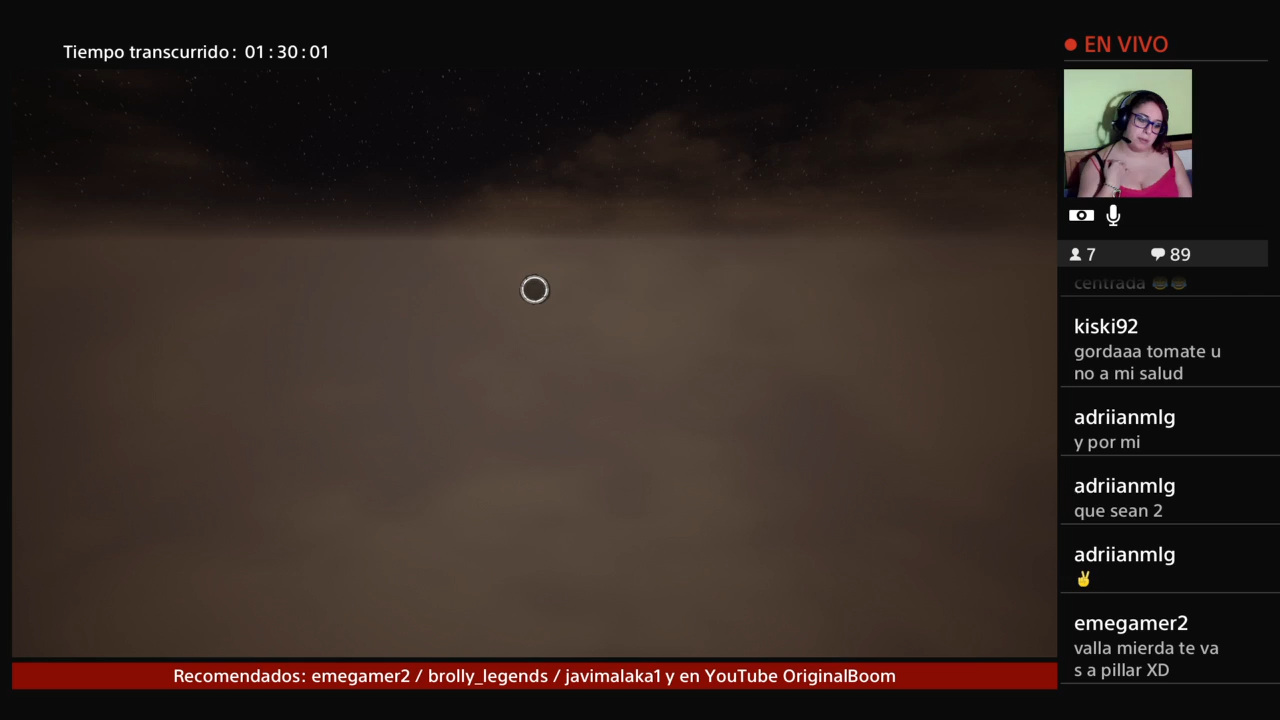 Tiempo transcurrido: 01:30:01
EN VIVO
7
89
centrada
kiski92
gordaaa tomate u
no a mi salud
adriianmlg
y por mi
adriianmlg
que sean 2
adriianmlg
✌
emegamer2
valla mierda te va
s a pillar XD
Recomendados: emegamer2 / brolly_legends / javimalaka1 y en YouTube OriginalBoom